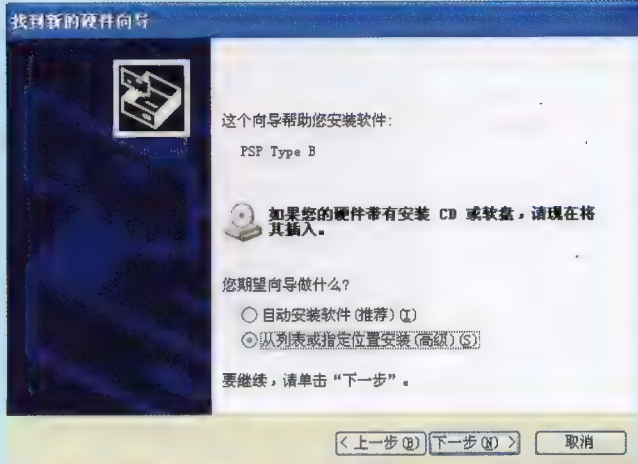 找到新的硬件向导
这个向导帮助您安装软件:
PSP Type B
如果您的硬件带有安装 CD 或软盘，请现在将
其插入。
您期望向导做什么?
自动安装软件(推荐)(I)
从列表或指定位置安装(高级)(S)
要继续，请单击“下一步”。
< 上一步(B) 下一步(N) > 取消